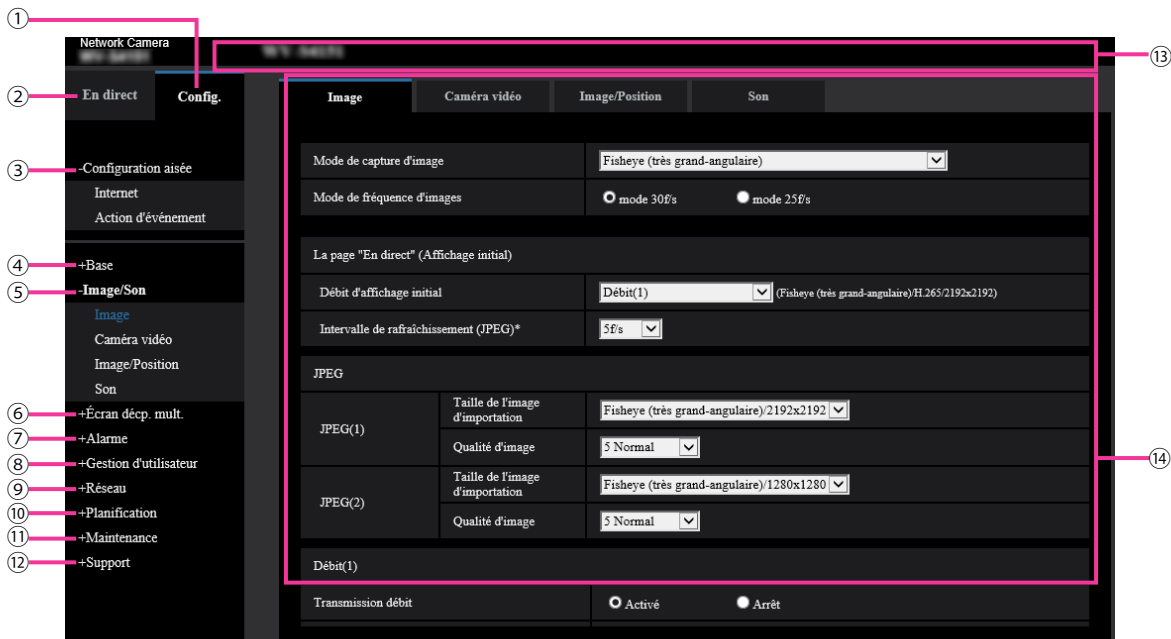 ①
Network Camera
⑬
② En direct Config.
Image Caméra vidéo Image/Position Son
③ -Configuration aisée
Internet
Action d'événement
Mode de capture d'image Fisheye (très grand-angulaire)
Mode de fréquence d'images mode 30f/s mode 25f/s
④ +Base
⑤ -Image/Son
Image
Caméra vidéo
Image/Position
Son
⑥ +Écran décp. mult.
⑦ +Alarme
⑧ +Gestion d'utilisateur
⑨ +Réseau
⑩ +Planification
⑪ +Maintenance
⑫ +Support
La page "En direct" (Affichage initial)
Débit d'affichage initial Débit(1) (Fisheye (très grand-angulaire)/H.265/2192x2192)
Intervalle de rafraîchissement (JPEG)* 5f/s
JPEG
JPEG(1)
Taille de l'image
d'importation
Fisheye (très grand-angulaire)/2192x2192
Qualité d'image 5 Normal
⑭
JPEG(2)
Taille de l'image
d'importation
Fisheye (très grand-angulaire)/1280x1280
Qualité d'image 5 Normal
Débit(1)
Transmission débit Activé Arrêt